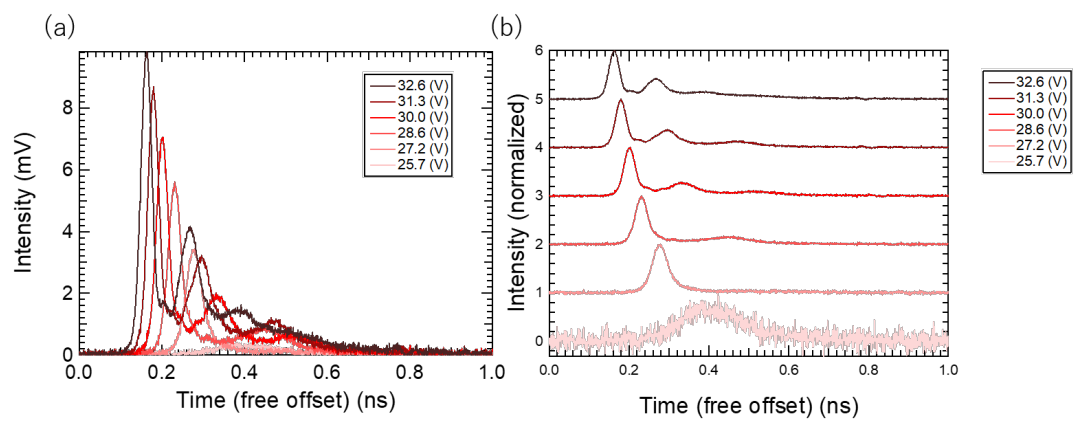 (a)
Intensity (mV)
8
6
4
2
0
0.0 0.2 0.4 0.6 0.8 1.0
Time (free offset) (ns)
32.6 (V)
31.3 (V)
30.0 (V)
28.6 (V)
27.2 (V)
25.7 (V)
(b)
Intensity (normalized)
6
5
4
3
2
1
0
0.0 0.2 0.4 0.6 0.8 1.0
Time (free offset) (ns)
32.6 (V)
31.3 (V)
30.0 (V)
28.6 (V)
27.2 (V)
25.7 (V)